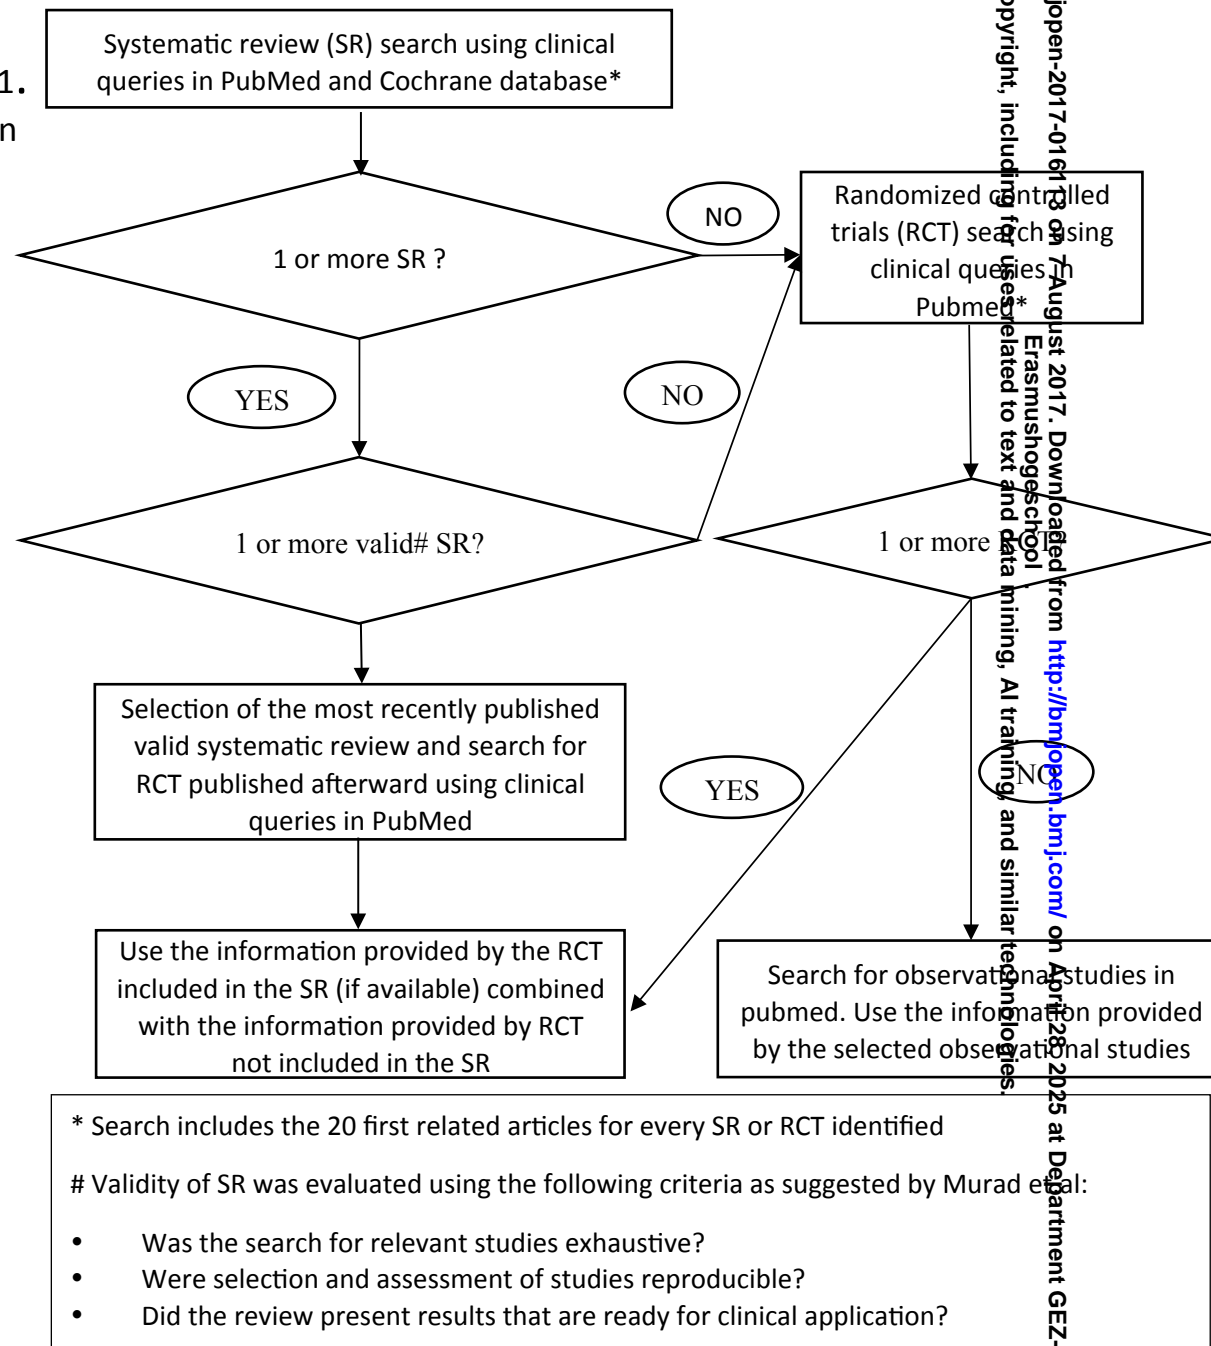 1.
n
Systematic review (SR) search using clinical
queries in PubMed and Cochrane database*
1 or more SR ?
NO
Randomized controlled
trials (RCT) search using
clinical queries in
Pubmed*
YES
NO
1 or more valid# SR?
1 or more RCT
Selection of the most recently published
valid systematic review and search for
RCT published afterward using clinical
queries in PubMed
YES
NO
Use the information provided by the RCT
included in the SR (if available) combined
with the information provided by RCT
not included in the SR
Search for observational studies in
pubmed. Use the information provided
by the selected observational studies
* Search includes the 20 first related articles for every SR or RCT identified
# Validity of SR was evaluated using the following criteria as suggested by Murad et al:
• Was the search for relevant studies exhaustive?
• Were selection and assessment of studies reproducible?
• Did the review present results that are ready for clinical application?
jopen-2017-016113 on 7 August 2017. Downloaded from http://bmjopen.bmj.com/ on April 28, 2025 at Department GEZ-
Erasmushogeschool .
opyright, including for uses related to text and data mining, AI training, and similar technologies.